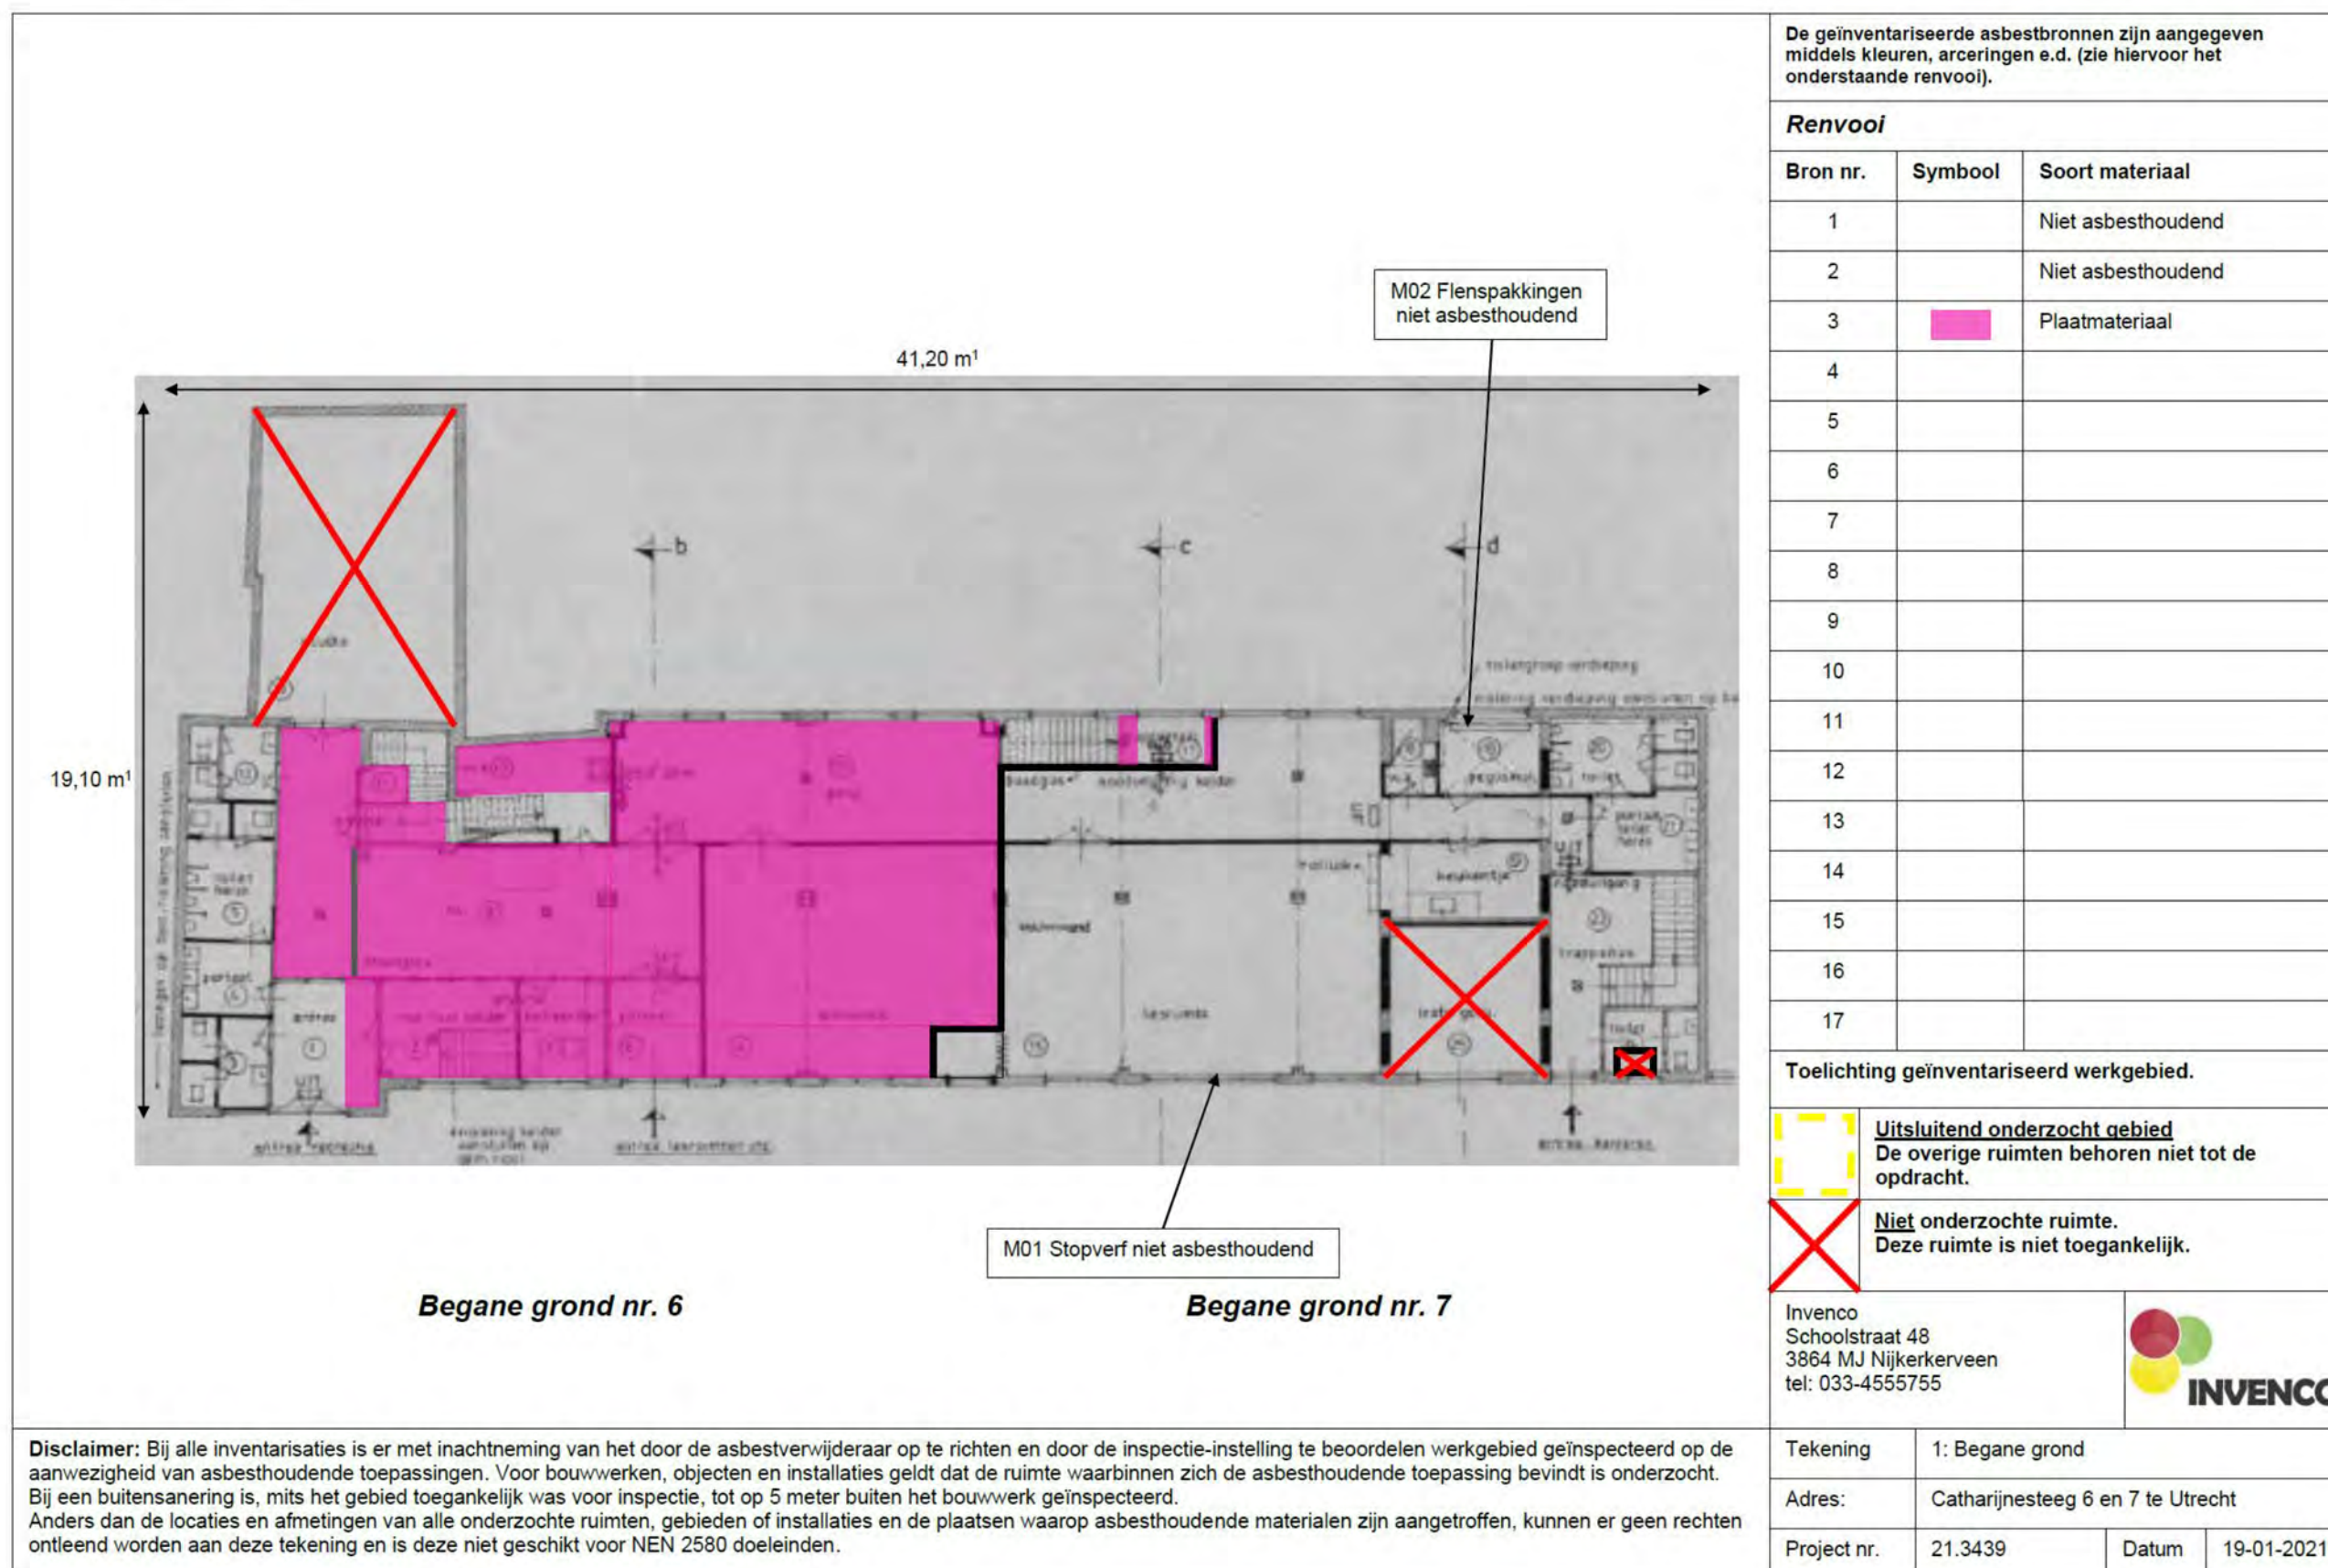 De geïnventariseerde asbestbronnen zijn aangegeven
middels kleuren, arceringen e.d. (zie hiervoor het
onderstaande renvooi).
Renvooi
Bron nr. Symbool Soort materiaal
1 Niet asbesthoudend
2 Niet asbesthoudend
3 Plaatmateriaal
4
5
6
7
8
9
10
11
12
13
14
15
16
17
Toelichting geïnventariseerd werkgebied.
Uitsluitend onderzocht gebied
De overige ruimten behoren niet tot de
opdracht.
Niet onderzochte ruimte.
Deze ruimte is niet toegankelijk.
Invenco
Schoolstraat 48
3864 MJ Nijkerkerveen
tel: 033-4555755
INVENCO
Tekening 1: Begane grond
Adres: Catharijnesteeg 6 en 7 te Utrecht
Project nr. 21.3439 Datum 19-01-2021
M02 Flenspakkingen
niet asbesthoudend
41,20 m¹
19,10 m¹
b
c
d
toilet
keukentje
trappenhuis
lesruimte
portaal
entree
M01 Stopverf niet asbesthoudend
Begane grond nr. 6
Begane grond nr. 7
Disclaimer: Bij alle inventarisaties is er met inachtneming van het door de asbestverwijderaar op te richten en door de inspectie-instelling te beoordelen werkgebied geïnspecteerd op de
aanwezigheid van asbesthoudende toepassingen. Voor bouwwerken, objecten en installaties geldt dat de ruimte waarbinnen zich de asbesthoudende toepassing bevindt is onderzocht.
Bij een buitensanering is, mits het gebied toegankelijk was voor inspectie, tot op 5 meter buiten het bouwwerk geïnspecteerd.
Anders dan de locaties en afmetingen van alle onderzochte ruimten, gebieden of installaties en de plaatsen waarop asbesthoudende materialen zijn aangetroffen, kunnen er geen rechten
ontleend worden aan deze tekening en is deze niet geschikt voor NEN 2580 doeleinden.